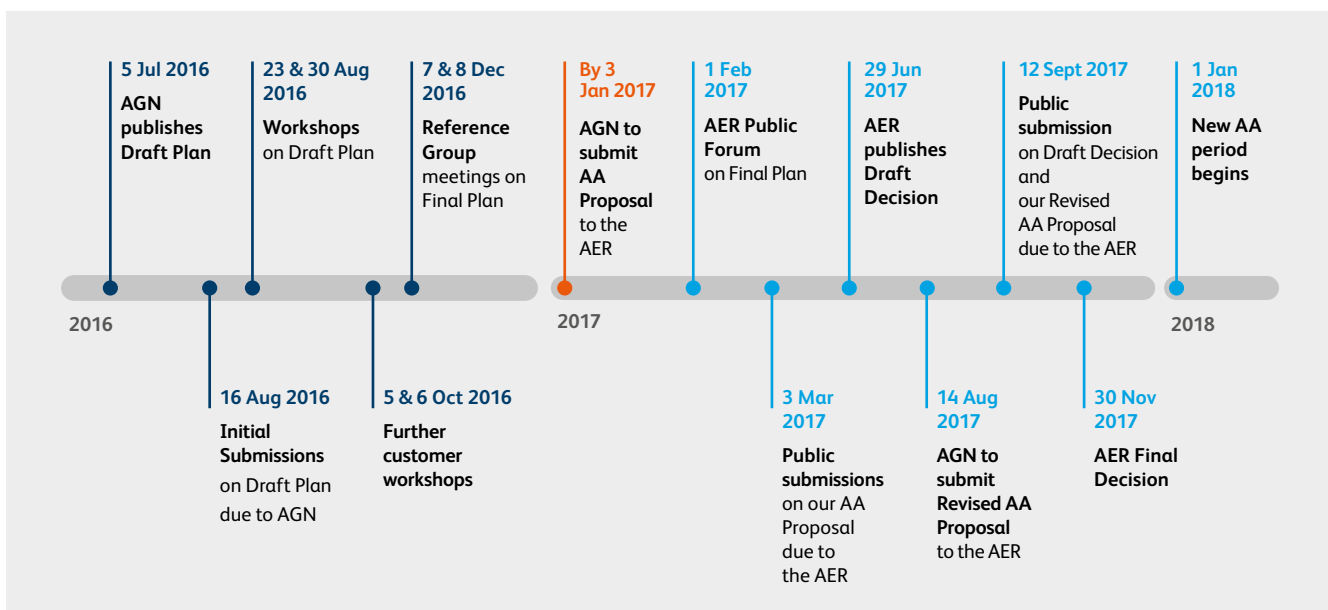 5 Jul 2016
AGN
publishes
Draft Plan
23 & 30 Aug
2016
Workshops
on Draft Plan
7 & 8 Dec
2016
Reference
Group
meetings on
Final Plan
By 3
Jan 2017
AGN to
submit
AA
Proposal
to the
AER
1 Feb
2017
AER Public
Forum
on Final Plan
29 Jun
2017
AER
publishes
Draft
Decision
12 Sept 2017
Public
submission
on Draft Decision
and
our Revised
AA Proposal
due to the AER
1 Jan
2018
New AA
period
begins
2016
2017
2018
16 Aug 2016
Initial
Submissions
on Draft Plan
due to AGN
5 & 6 Oct 2016
Further
customer
workshops
3 Mar
2017
Public
submissions
on our AA
Proposal
due to
the AER
14 Aug
2017
AGN to
submit
Revised AA
Proposal
to the AER
30 Nov
2017
AER Final
Decision